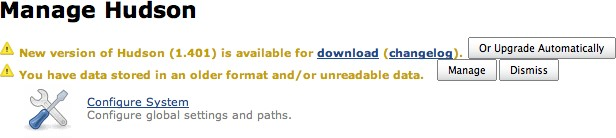 Manage Hudson
New version of Hudson (1.401) is available for download (changelog). Or Upgrade Automatically
You have data stored in an older format and/or unreadable data. Manage Dismiss
Configure System
Configure global settings and paths.